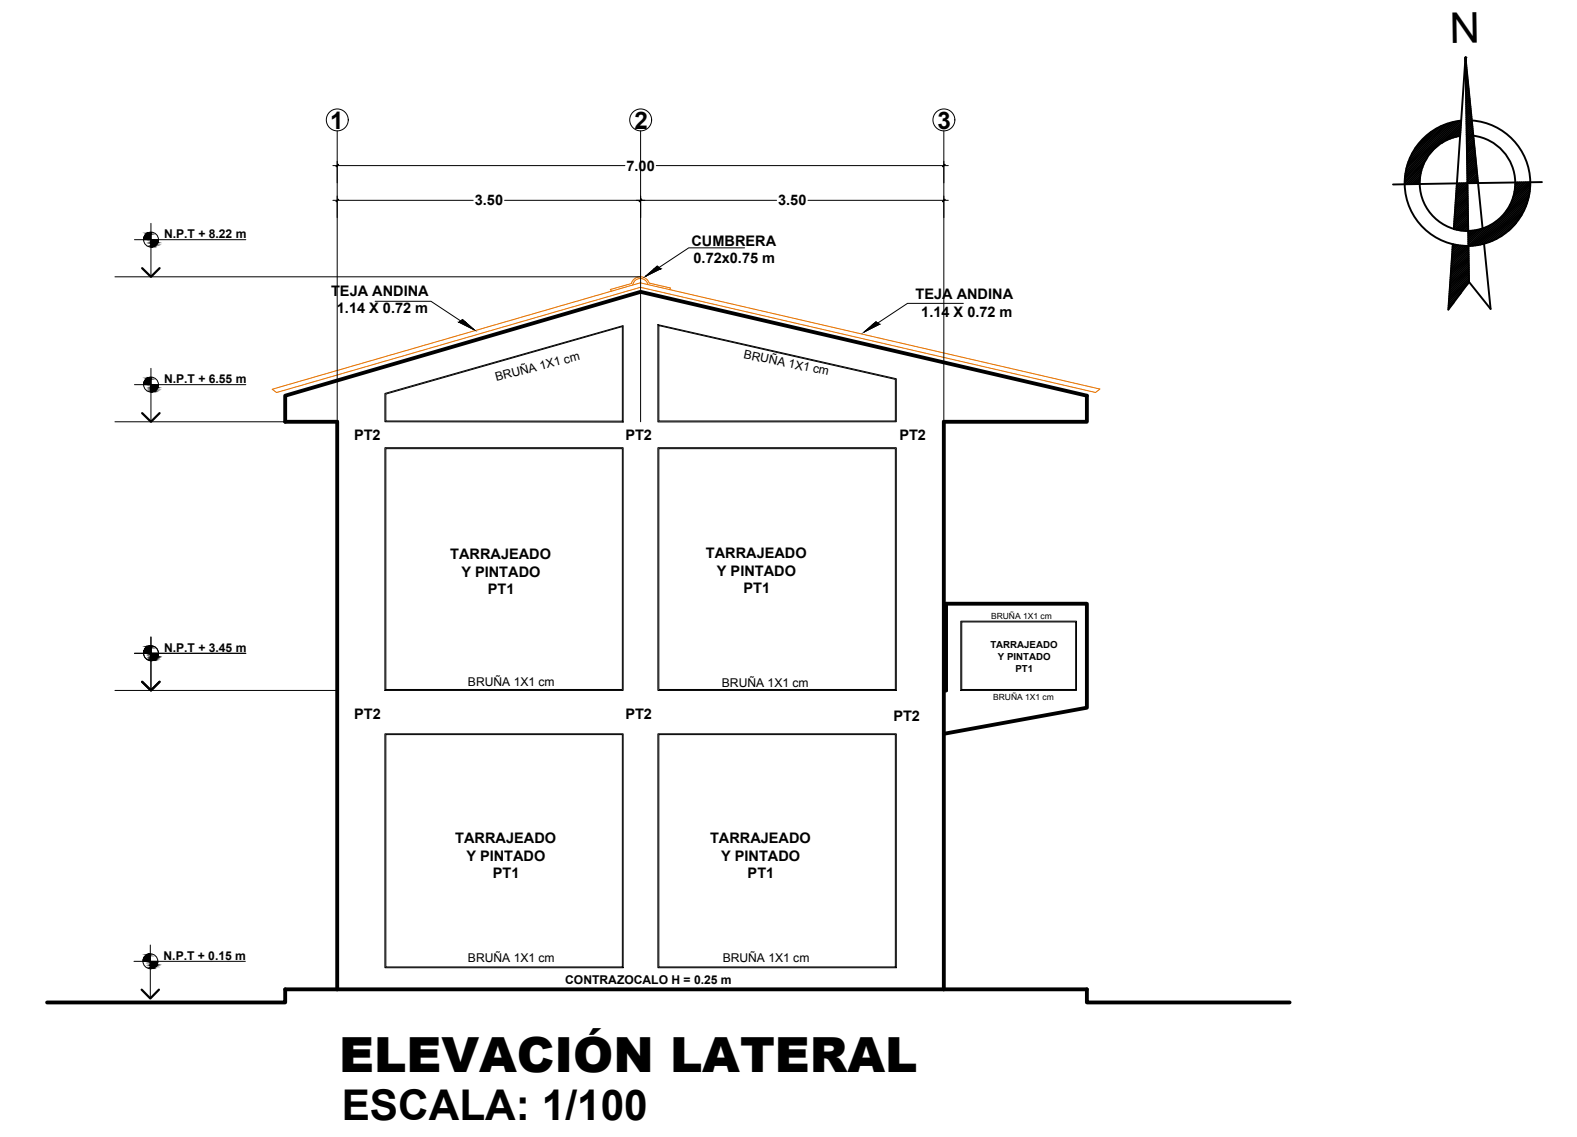 N
1
2
3
7.00
3.50
3.50
N.P.T + 8.22 m
CUMBRERA
0.72x0.75 m
TEJA ANDINA
1.14 X 0.72 m
TEJA ANDINA
1.14 X 0.72 m
BRUÑA 1X1 cm
BRUÑA 1X1 cm
N.P.T + 6.55 m
PT2
PT2
PT2
TARRAJEADO
Y PINTADO
PT1
TARRAJEADO
Y PINTADO
PT1
BRUÑA 1X1 cm
TARRAJEADO
Y PINTADO
PT1
BRUÑA 1X1 cm
N.P.T + 3.45 m
BRUÑA 1X1 cm
BRUÑA 1X1 cm
PT2
PT2
PT2
TARRAJEADO
Y PINTADO
PT1
TARRAJEADO
Y PINTADO
PT1
N.P.T + 0.15 m
BRUÑA 1X1 cm
BRUÑA 1X1 cm
CONTRAZOCALO H = 0.25 m
ELEVACIÓN LATERAL
ESCALA: 1/100